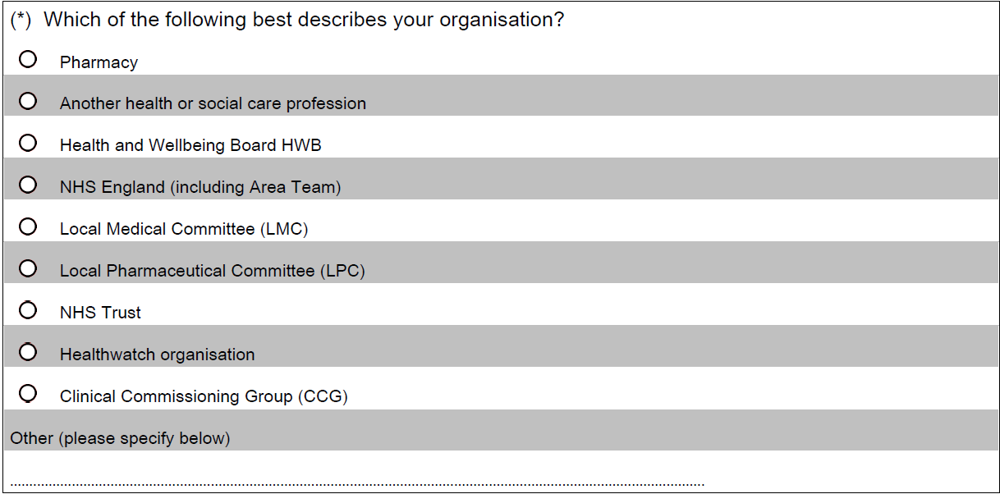 (*) Which of the following best describes your organisation?
Pharmacy
Another health or social care profession
Health and Wellbeing Board HWB
NHS England (including Area Team)
Local Medical Committee (LMC)
Local Pharmaceutical Committee (LPC)
NHS Trust
Healthwatch organisation
Clinical Commissioning Group (CCG)
Other (please specify below)